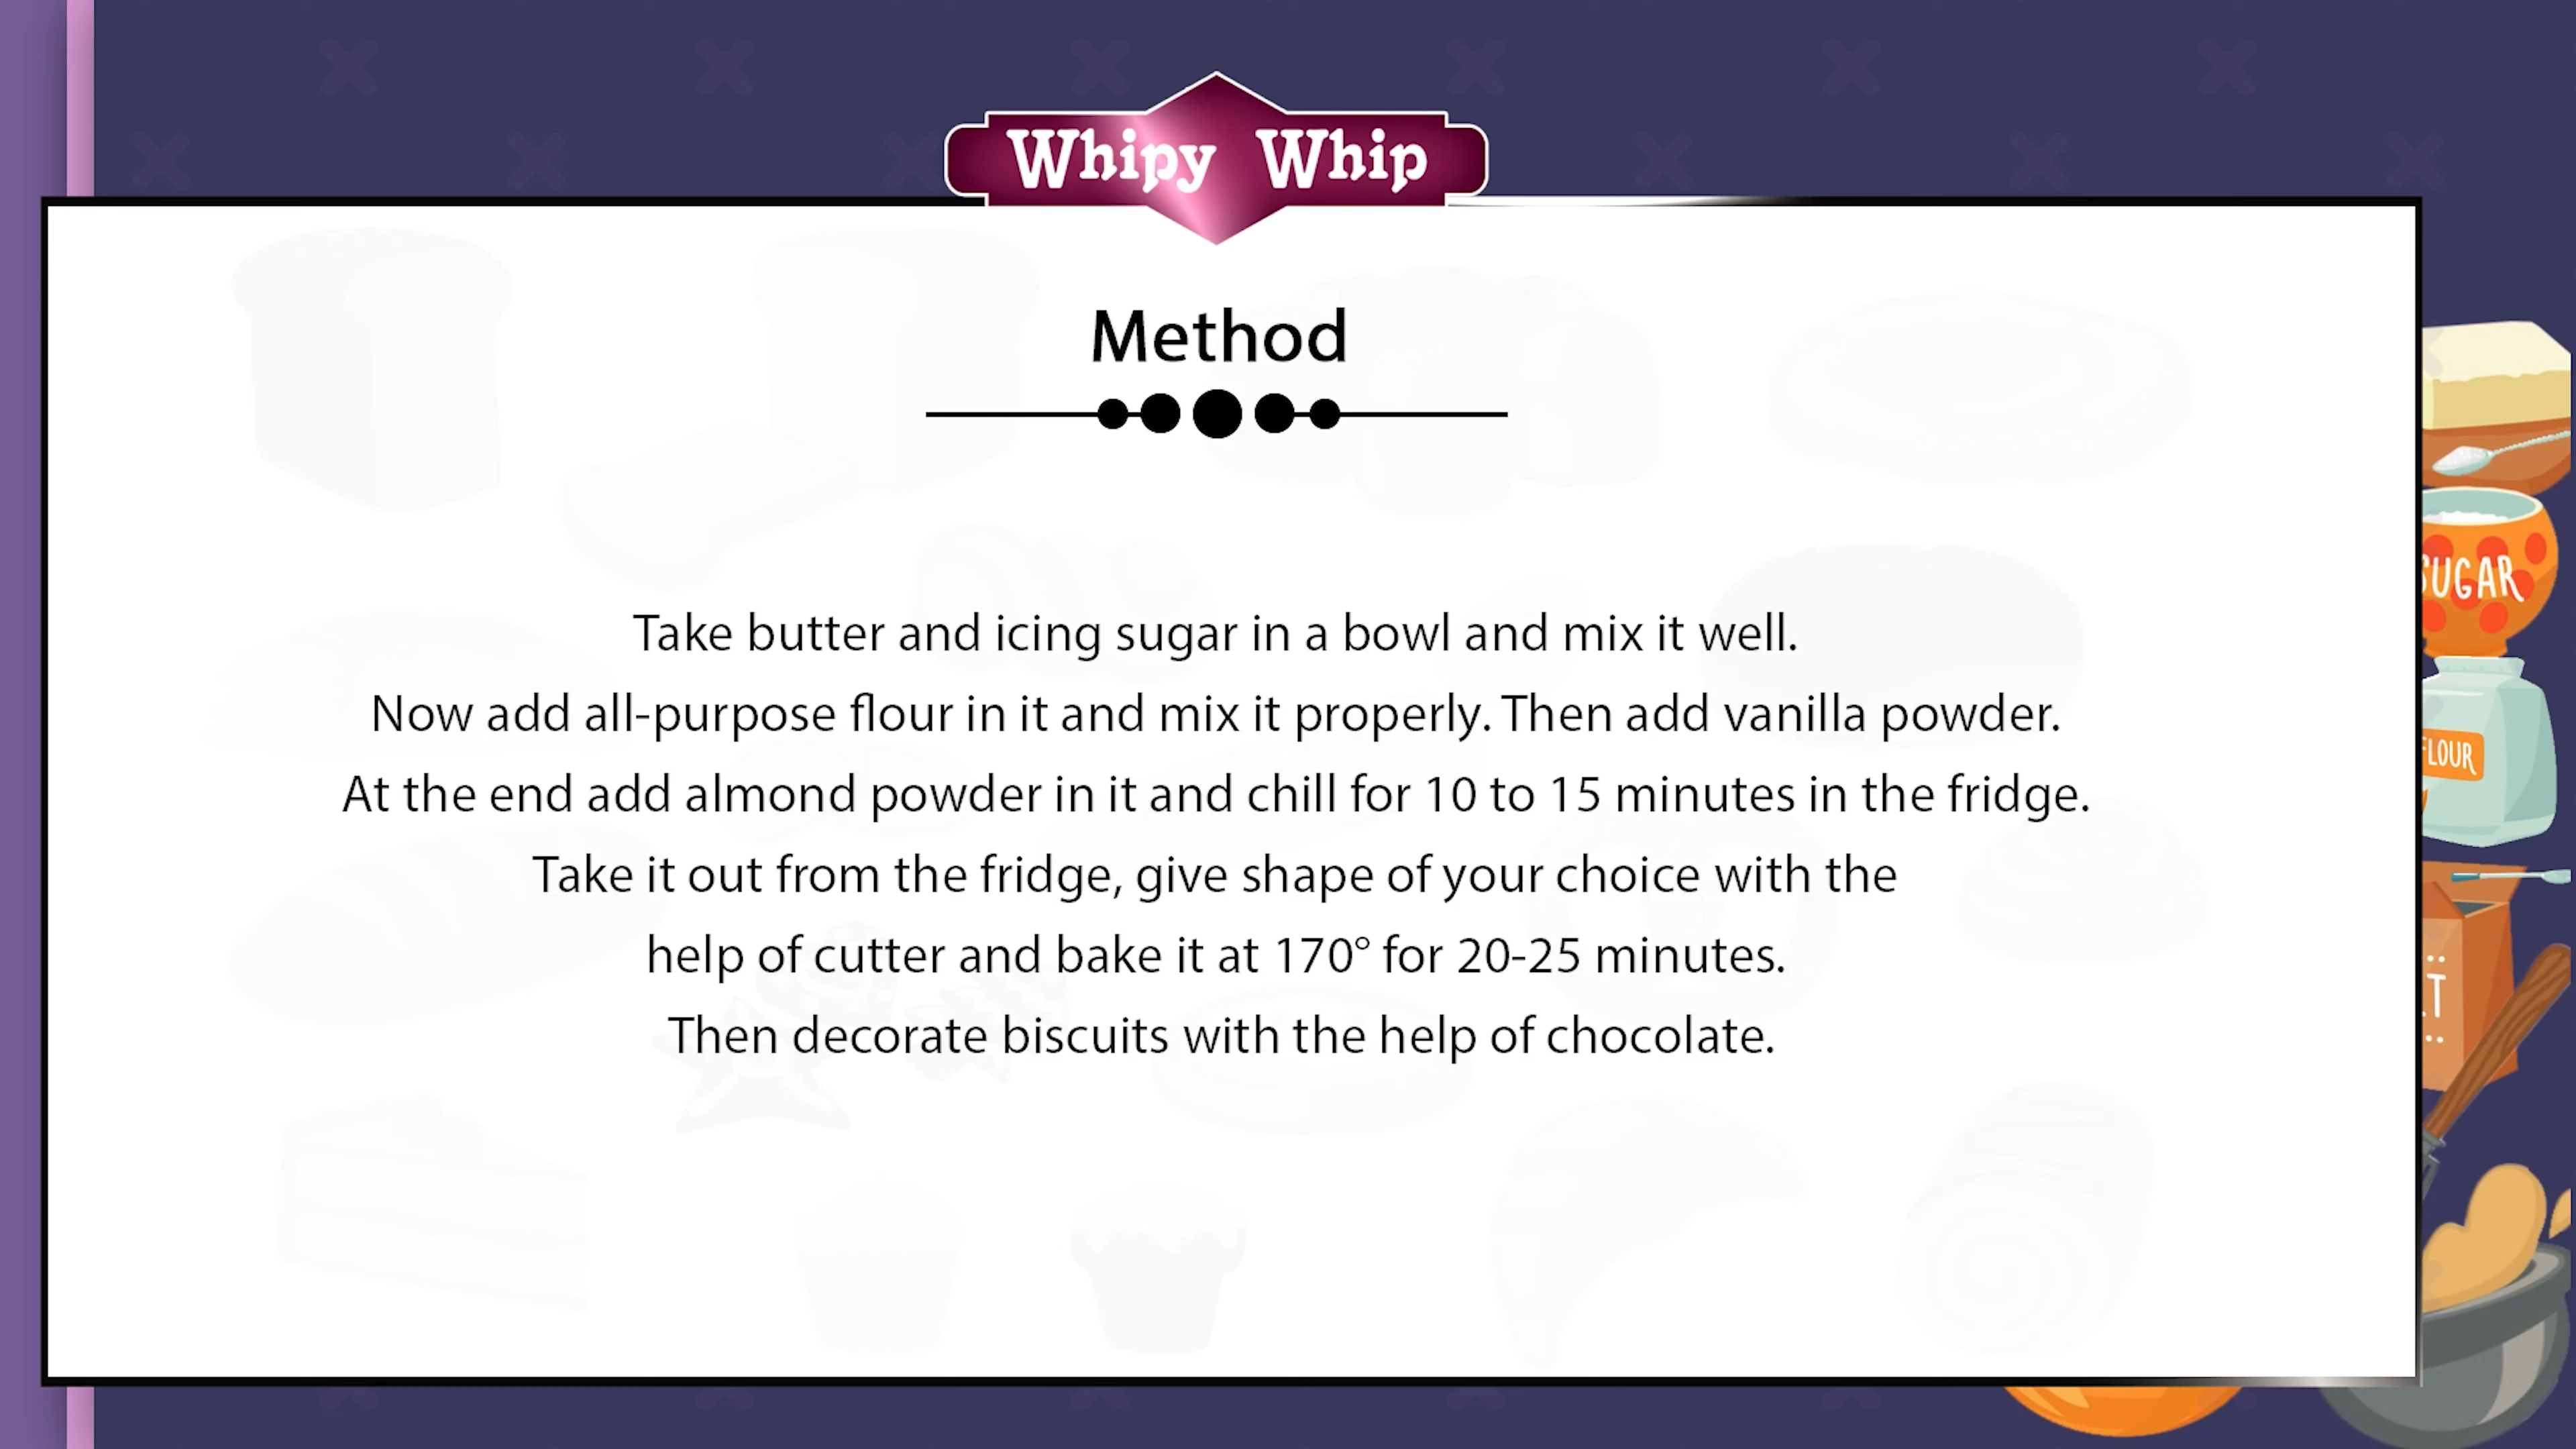 Whipy Whip
Method
Take butter and icing sugar in a bowl and mix it well.
Now add all-purpose flour in it and mix it properly. Then add vanilla powder.
At the end add almond powder in it and chill for 10 to 15 minutes in the fridge.
Take it out from the fridge, give shape of your choice with the
help of cutter and bake it at 170° for 20-25 minutes.
Then decorate biscuits with the help of chocolate.
SUGAR
FLOUR